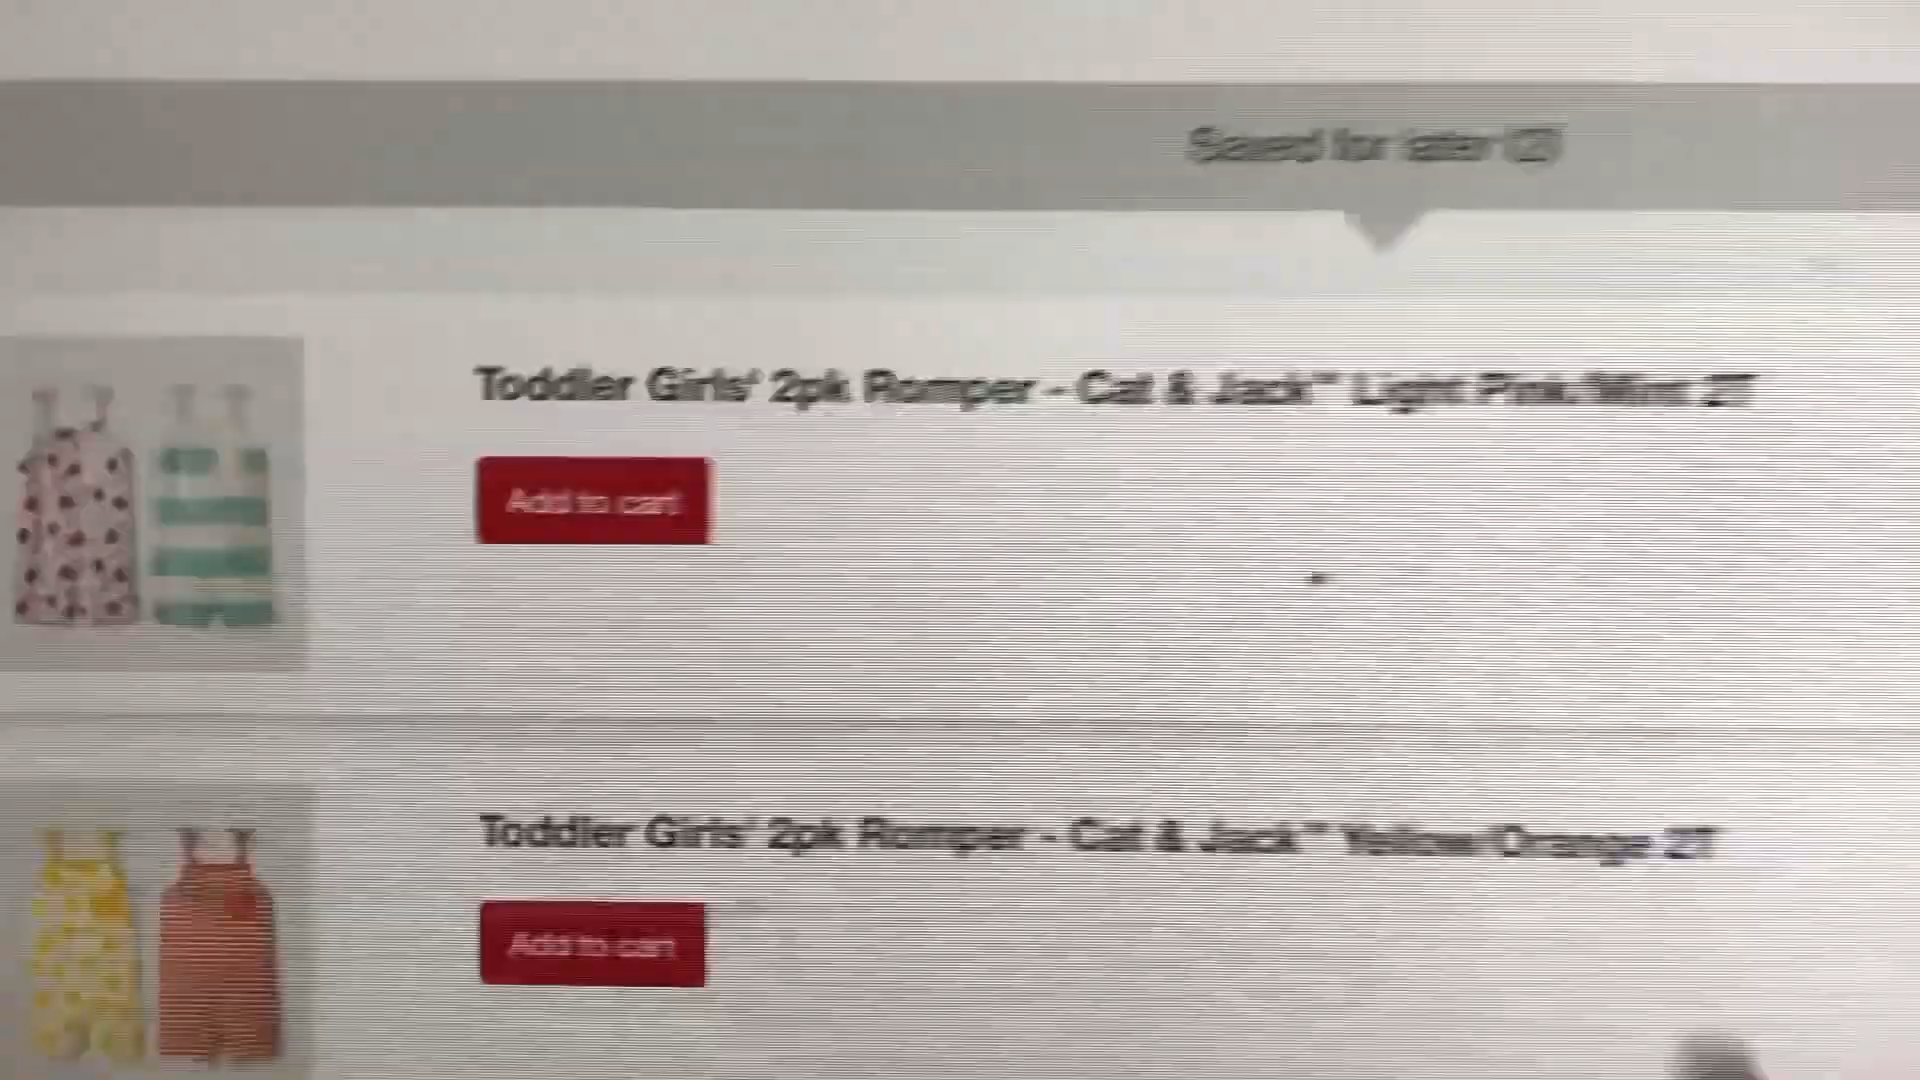 Saved for later (2)
Toddler Girls' 2pk Romper - Cat & Jack™ Light Pink/Mint 2T
Add to cart
Toddler Girls' 2pk Romper - Cat & Jack™ Yellow/Orange 2T
Add to cart